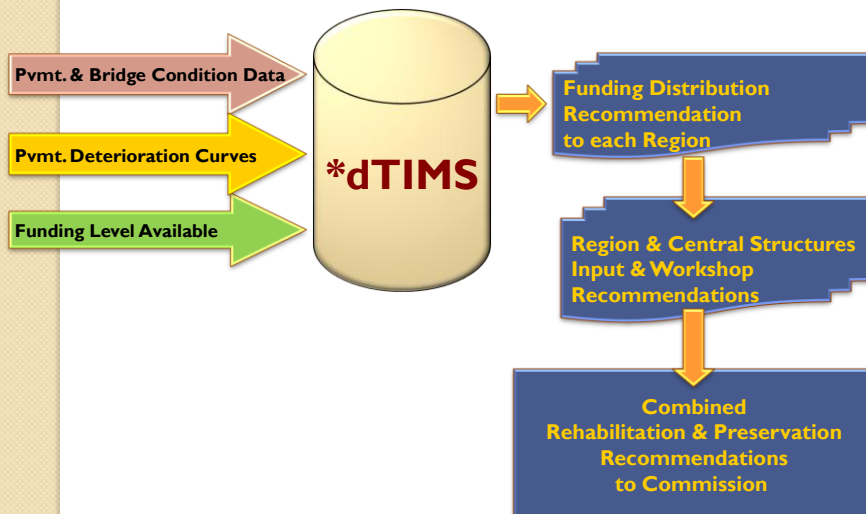 Pvmt. & Bridge Condition Data
Pvmt. Deterioration Curves
Funding Level Available
*dTIMS
Funding Distribution
Recommendation
to each Region
Region & Central Structures
Input & Workshop
Recommendations
Combined
Rehabilitation & Preservation
Recommendations
to Commission